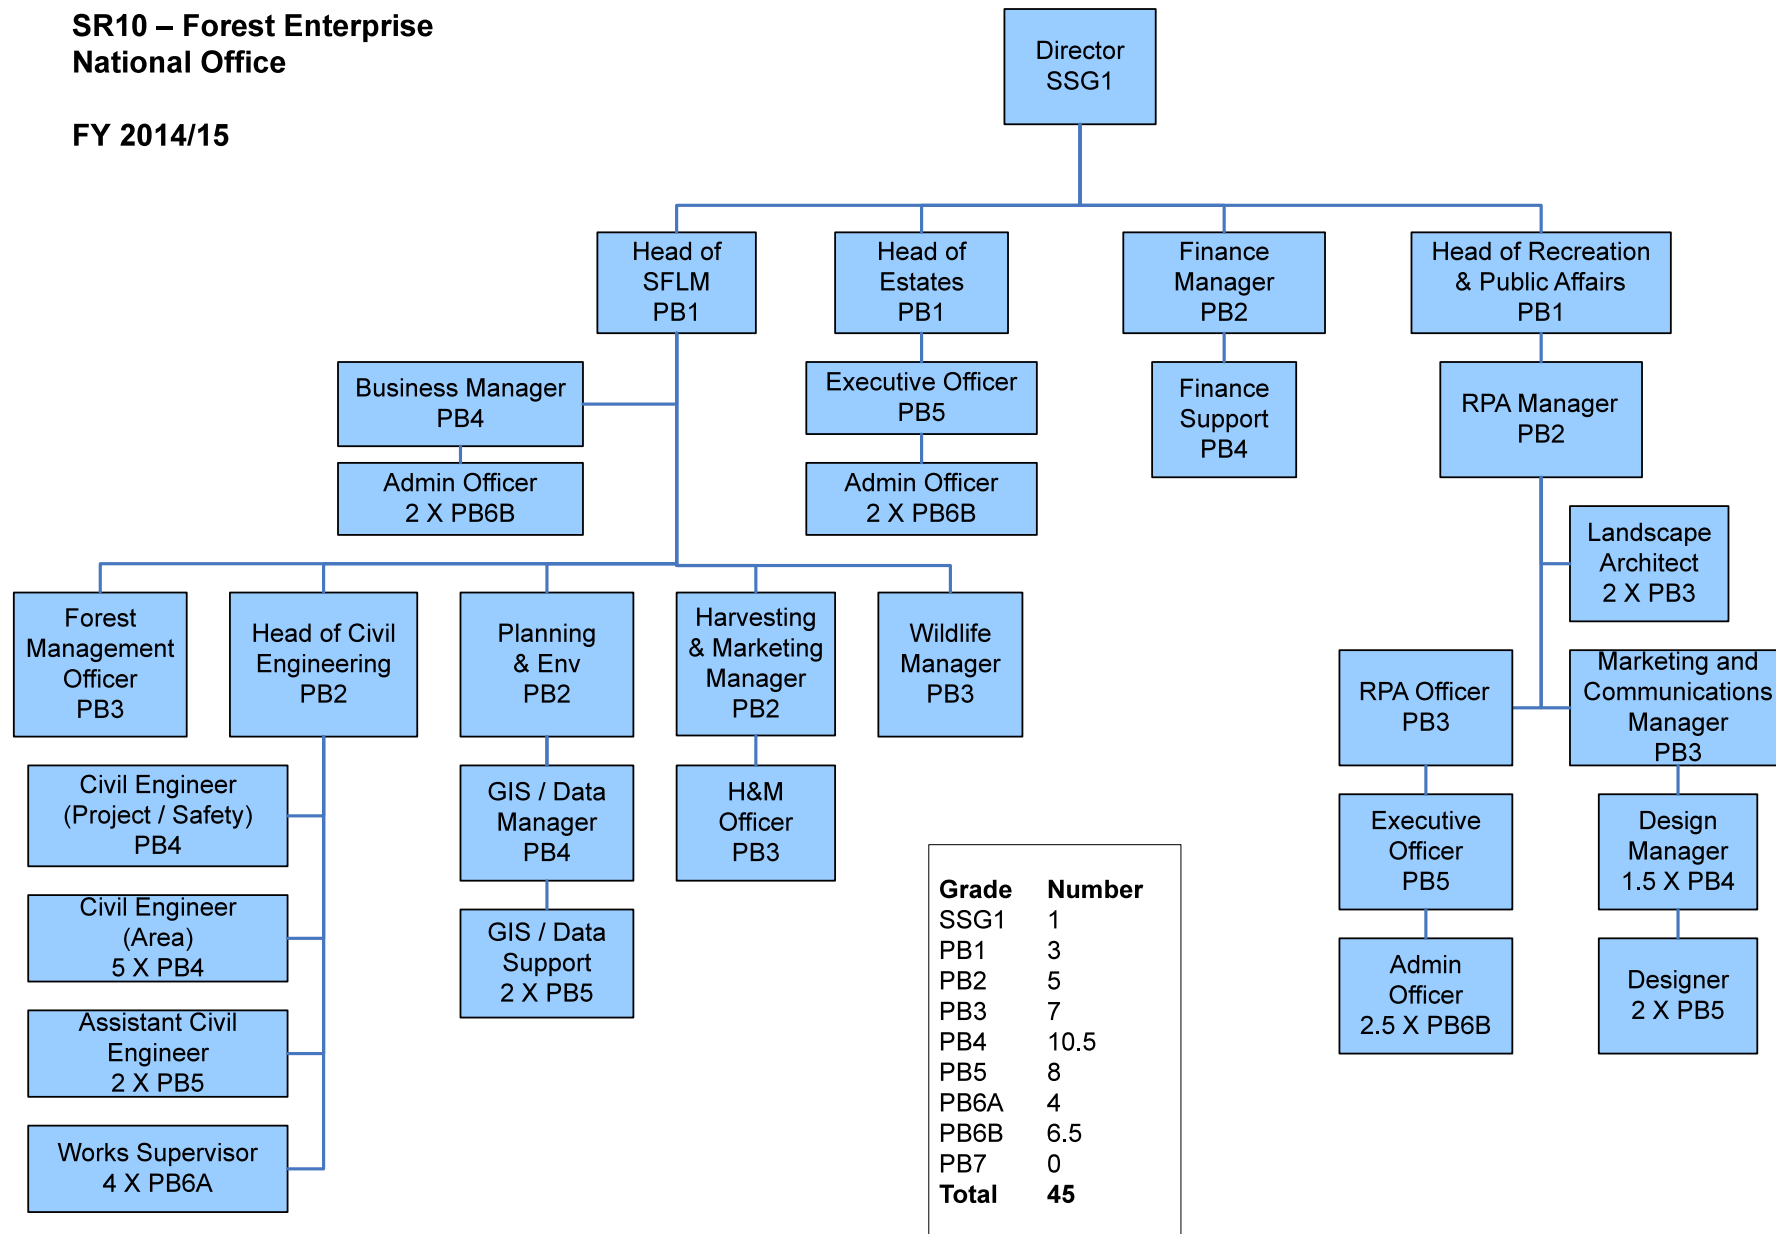 SR10 – Forest Enterprise
National Office
FY 2014/15
Director
SSG1
Head of
SFLM
PB1
Head of
Estates
PB1
Finance
Manager
PB2
Head of Recreation
& Public Affairs
PB1
Business Manager
PB4
Executive Officer
PB5
Finance
Support
PB4
RPA Manager
PB2
Admin Officer
2 X PB6B
Admin Officer
2 X PB6B
Landscape
Architect
2 X PB3
Forest
Management
Officer
PB3
Head of Civil
Engineering
PB2
Planning
& Env
PB2
Harvesting
& Marketing
Manager
PB2
Wildlife
Manager
PB3
RPA Officer
PB3
Marketing and
Communications
Manager
PB3
Civil Engineer
(Project / Safety)
PB4
GIS / Data
Manager
PB4
H&M
Officer
PB3
Executive
Officer
PB5
Design
Manager
1.5 X PB4
Civil Engineer
(Area)
5 X PB4
GIS / Data
Support
2 X PB5
Admin
Officer
2.5 X PB6B
Designer
2 X PB5
Assistant Civil
Engineer
2 X PB5
Works Supervisor
4 X PB6A
Grade Number
SSG1 1
PB1 3
PB2 5
PB3 7
PB4 10.5
PB5 8
PB6A 4
PB6B 6.5
PB7 0
Total 45